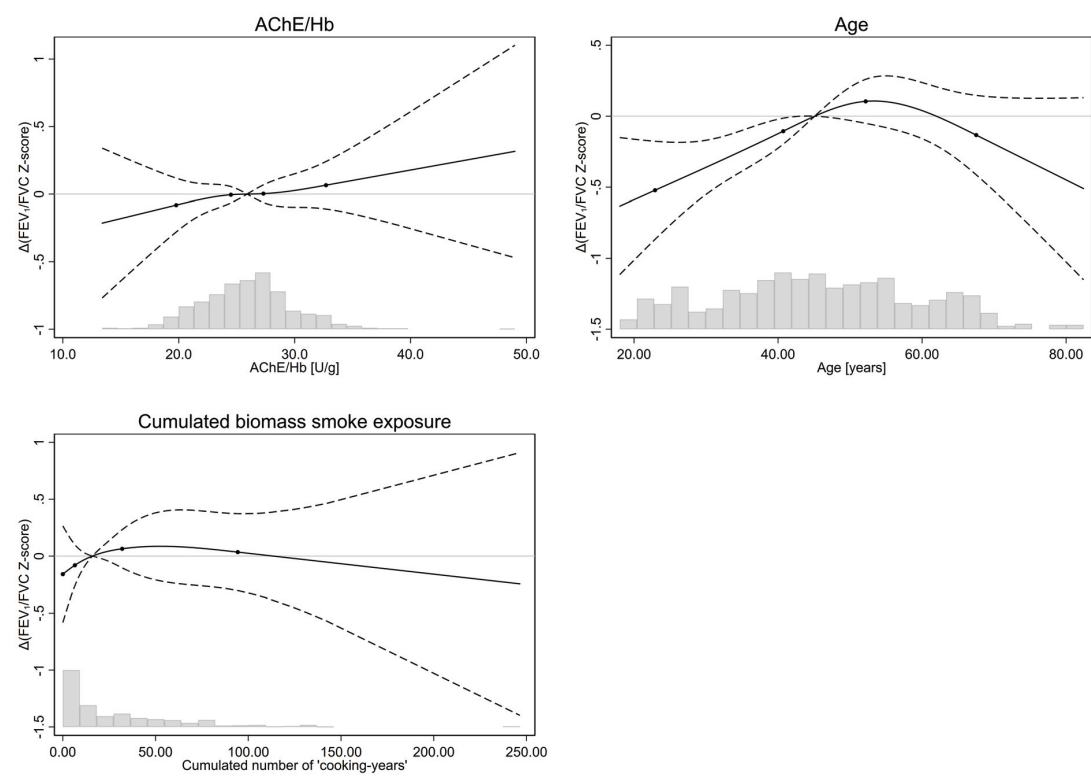 AChE/Hb
Δ(FEV₁/FVC Z-score)
1
.5
0
-.5
-1
10.0 20.0 30.0 40.0 50.0
AChE/Hb [U/g]
Age
Δ(FEV₁/FVC Z-score)
.5
0
-.5
-1
-1.5
20.00 40.00 60.00 80.00
Age [years]
Cumulated biomass smoke exposure
Δ(FEV₁/FVC Z-score)
1
.5
0
-.5
-1
-1.5
0.00 50.00 100.00 150.00 200.00 250.00
Cumulated number of 'cooking-years'